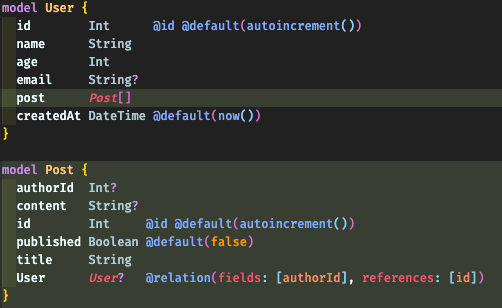 model User {
id Int @id @default(autoincrement())
name String
age Int
email String?
post Post[]
createdAt DateTime @default(now())
}
model Post {
authorId Int?
content String?
id Int @id @default(autoincrement())
published Boolean @default(false)
title String
User User? @relation(fields: [authorId], references: [id])
}